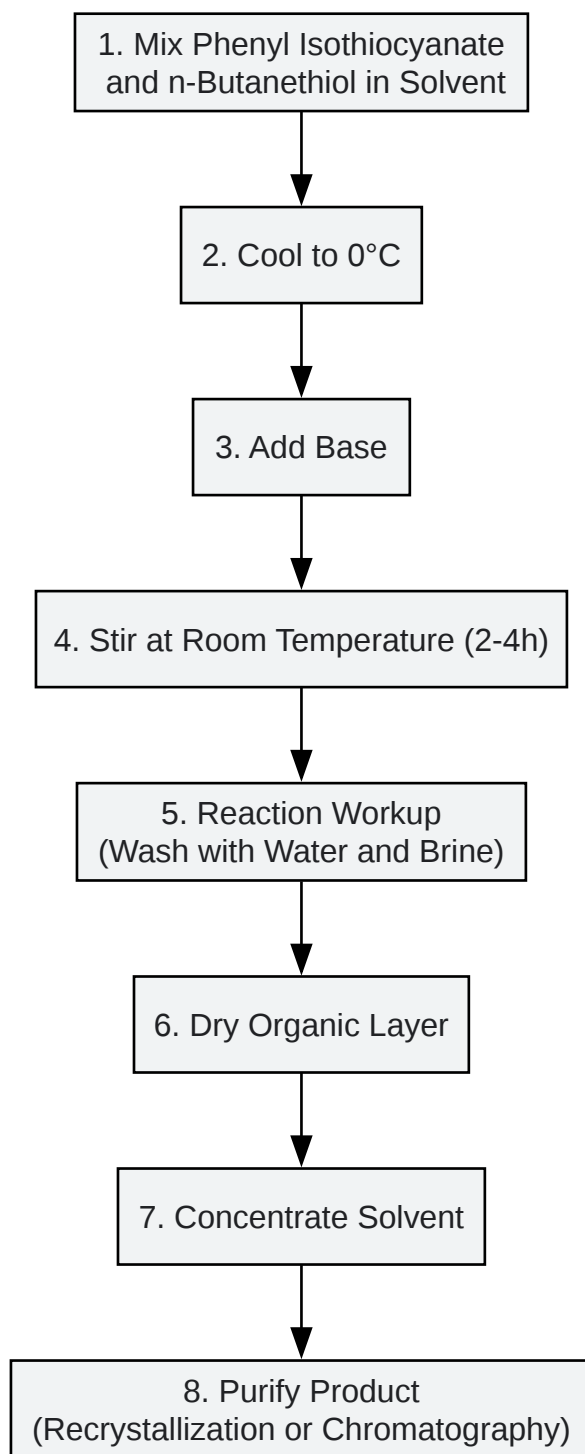 1. Mix Phenyl Isothiocyanate
and n-Butanethiol in Solvent
2. Cool to 0°C
3. Add Base
4. Stir at Room Temperature (2-4h)
5. Reaction Workup
(Wash with Water and Brine)
6. Dry Organic Layer
7. Concentrate Solvent
8. Purify Product
(Recrystallization or Chromatography)